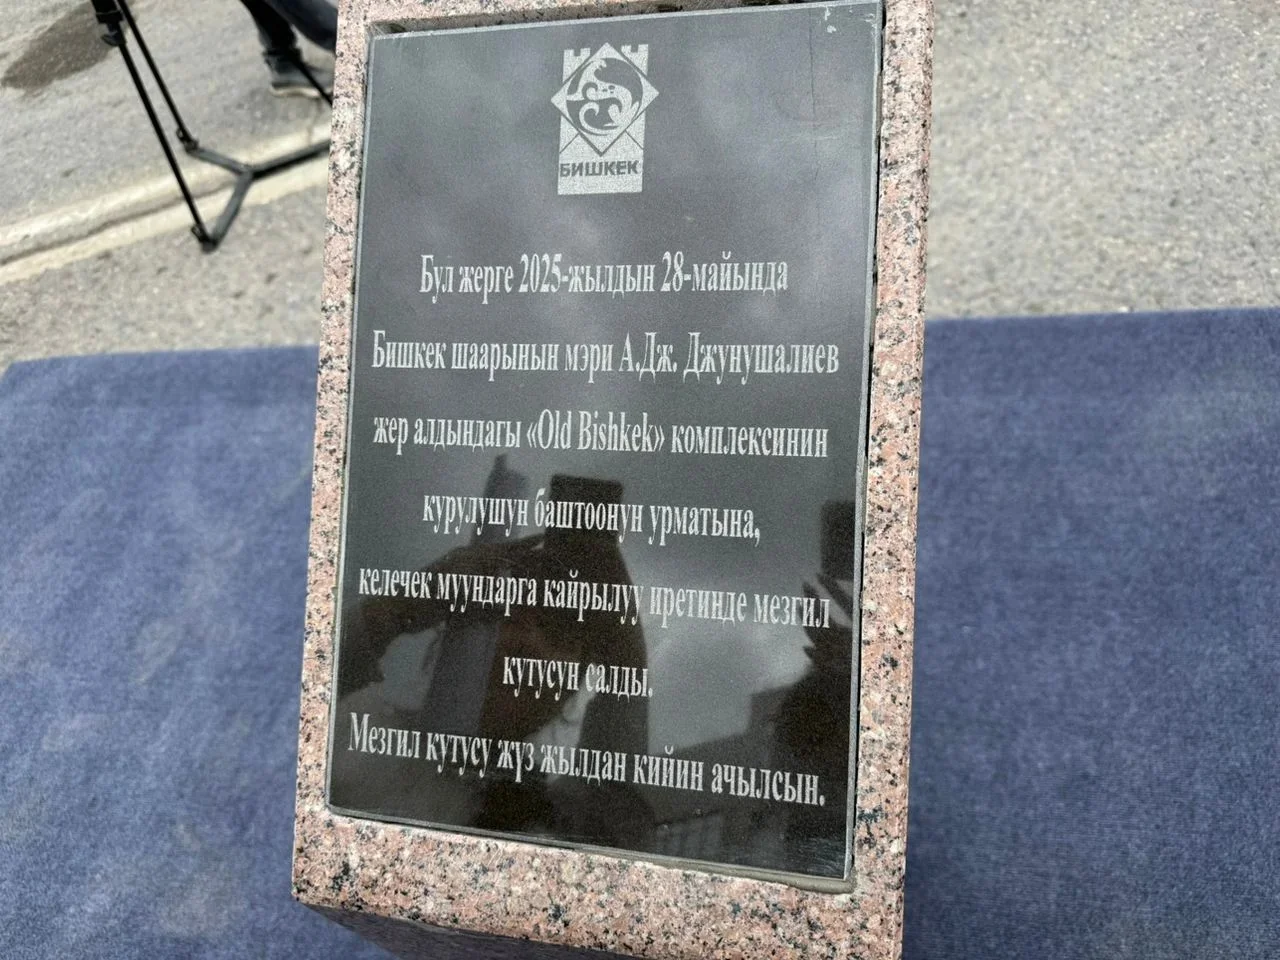 БИШКЕК
Бул жерге 2025-жылдын 28-майында
Бишкек шаарынын мэри А.Дж. Джунушалиев
жер алдындагы «Old Bishkek» комплексинин
курулушун баштоонун урматына,
келечек муундарга кайрылуу иретинде мезгил
кутусун салды.
Мезгил кутусу жүз жылдан кийин ачылсын.